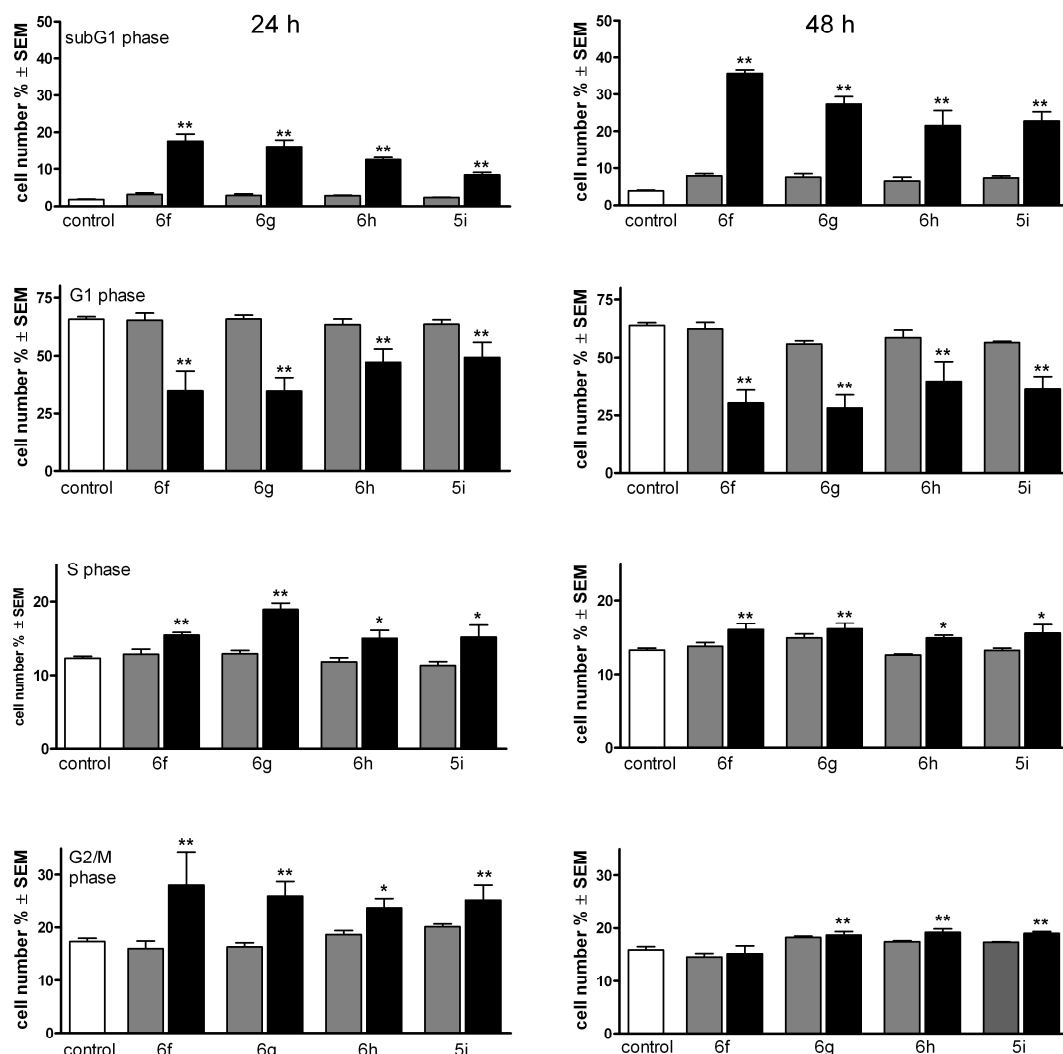 24 h
48 h
subG1 phase
cell number % ± SEM
50
40
30
20
10
0
** ** ** **
control 6f 6g 6h 5i
cell number % ± SEM
50
40
30
20
10
0
** ** ** **
control 6f 6g 6h 5i
G1 phase
cell number % ± SEM
75
50
25
0
** ** ** **
control 6f 6g 6h 5i
cell number % ± SEM
75
50
25
0
** ** ** **
control 6f 6g 6h 5i
S phase
cell number % ± SEM
20
10
0
** ** * *
control 6f 6g 6h 5i
cell number % ± SEM
20
10
0
** ** * *
control 6f 6g 6h 5i
G2/M
phase
cell number % ± SEM
30
20
10
0
** ** * **
control 6f 6g 6h 5i
cell number % ± SEM
30
20
10
0
** ** **
control 6f 6g 6h 5i